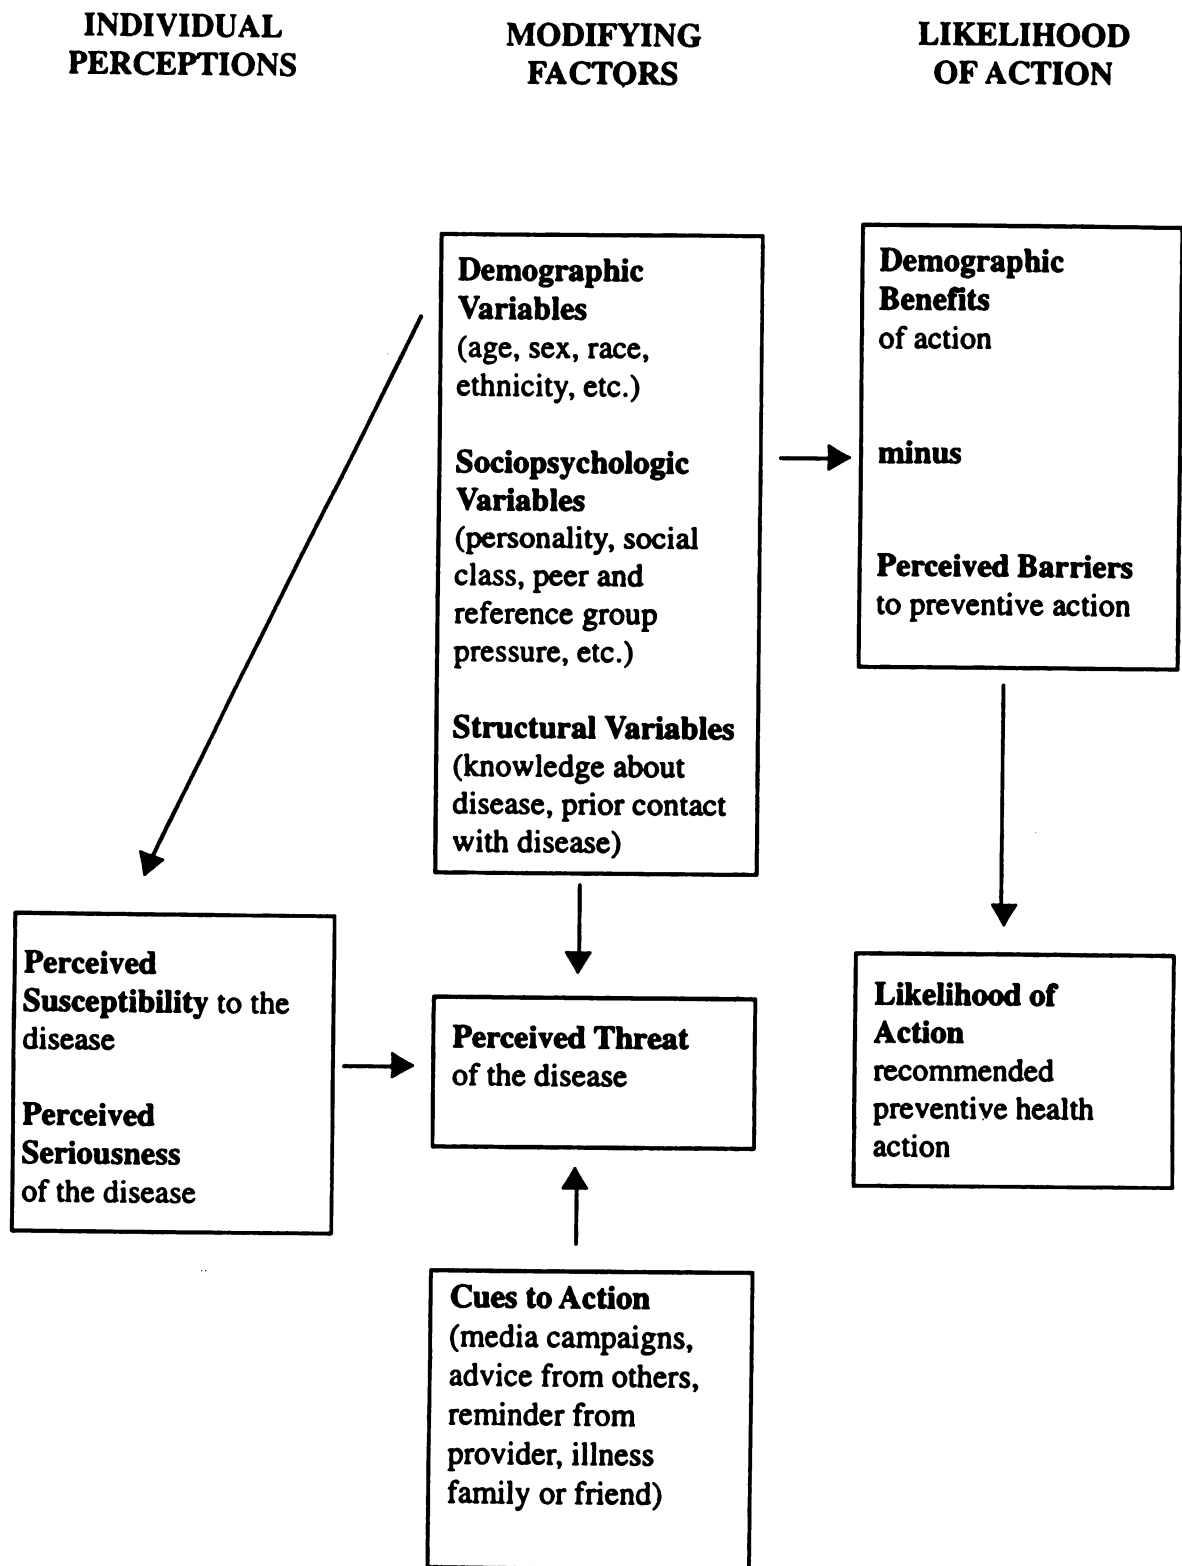 INDIVIDUAL
PERCEPTIONS
MODIFYING
FACTORS
LIKELIHOOD
OF ACTION
Demographic
Variables
(age, sex, race,
ethnicity, etc.)
Sociopsychologic
Variables
(personality, social
class, peer and
reference group
pressure, etc.)
Structural Variables
(knowledge about
disease, prior contact
with disease)
Demographic
Benefits
of action
minus
Perceived Barriers
to preventive action
Perceived
Susceptibility to the
disease
Perceived
Seriousness
of the disease
Perceived Threat
of the disease
Likelihood of
Action
recommended
preventive health
action
Cues to Action
(media campaigns,
advice from others,
reminder from
provider, illness
family or friend)